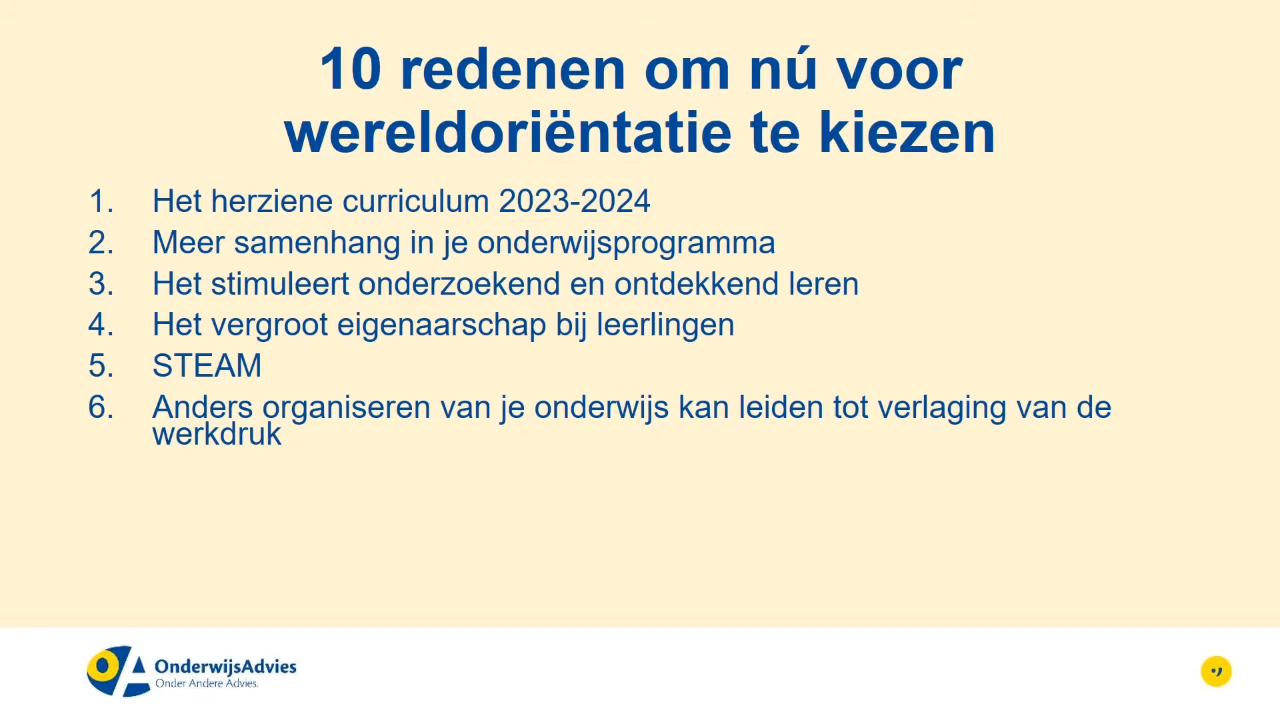 10 redenen om nú voor
wereldoriëntatie te kiezen
1. Het herziene curriculum 2023-2024
2. Meer samenhang in je onderwijsprogramma
3. Het stimuleert onderzoekend en ontdekkend leren
4. Het vergroot eigenaarschap bij leerlingen
5. STEAM
6. Anders organiseren van je onderwijs kan leiden tot verlaging van de
werkdruk
OA OnderwijsAdvies
Onder Andere Advies.